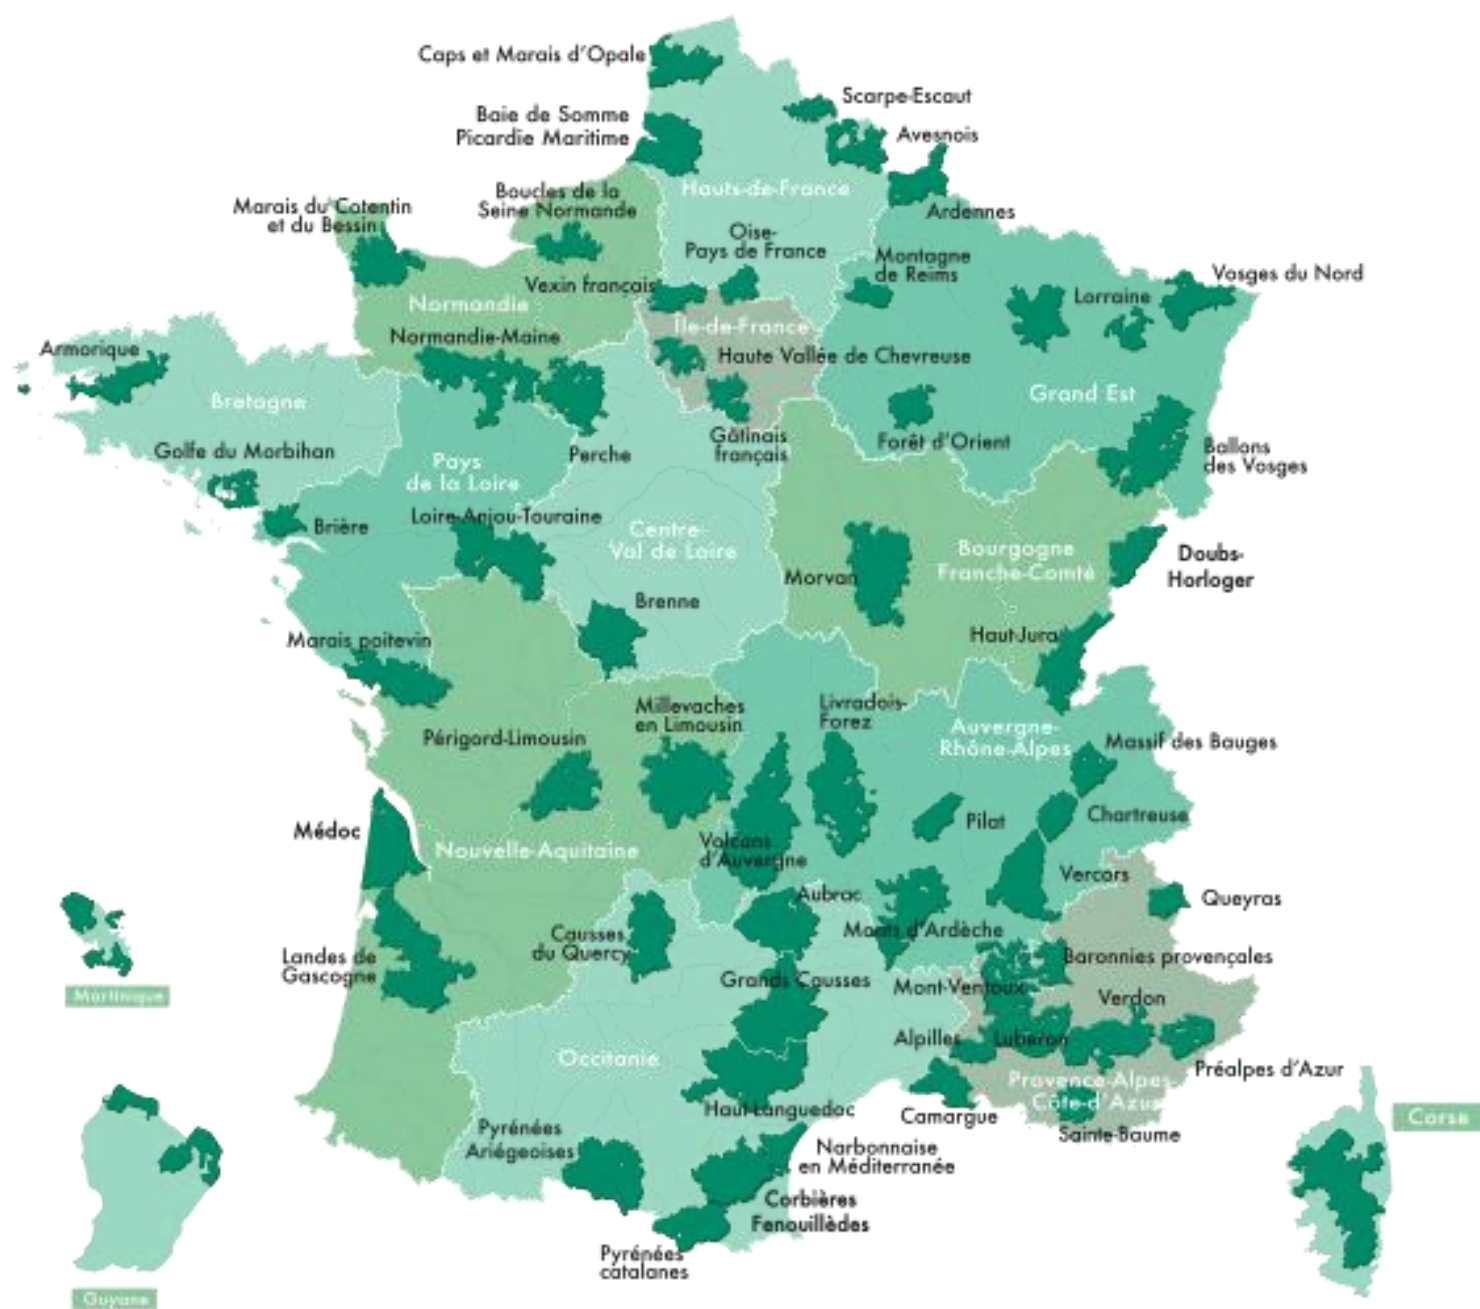 Caps et Marais d'Opale
Scarpe-Escaut
Baie de Somme
Picardie Maritime
Avesnois
Hauts-de-France
Boucles de la
Seine Normande
Marais du Cotentin
et du Bessin
Ardennes
Oise-
Pays de France
Montagne
de Reims
Vosges du Nord
Vexin français
Lorraine
Normandie
Île-de-France
Normandie-Maine
Armorique
Haute Vallée de Chevreuse
Grand Est
Bretagne
Gâtinais
français
Forêt d'Orient
Golfe du Morbihan
Perche
Ballons
des Vosges
Pays
de la Loire
Loire-Anjou-Touraine
Brière
Centre-
Val de Loire
Bourgogne
Franche-Comté
Doubs-
Horloger
Morvan
Brenne
Haut-Jura
Marais poitevin
Millevaches
en Limousin
Livradois-
Forez
Périgord-Limousin
Auvergne-
Rhône-Alpes
Massif des Bauges
Médoc
Pilat
Chartreuse
Nouvelle-Aquitaine
Volcans
d'Auvergne
Vercors
Aubrac
Queyras
Causses
du Quercy
Monts d'Ardèche
Landes de
Gascogne
Baronnies provençales
Grands Causses
Mont-Ventoux
Verdon
Martinique
Alpilles
Luberon
Occitanie
Préalpes d'Azur
Provence-Alpes
Côte-d'Azur
Haut-Languedoc
Camargue
Corse
Sainte-Baume
Pyrénées
Ariégeoises
Narbonnaise
en Méditerranée
Corbières
Fenouillèdes
Pyrénées
catalanes
Guyane